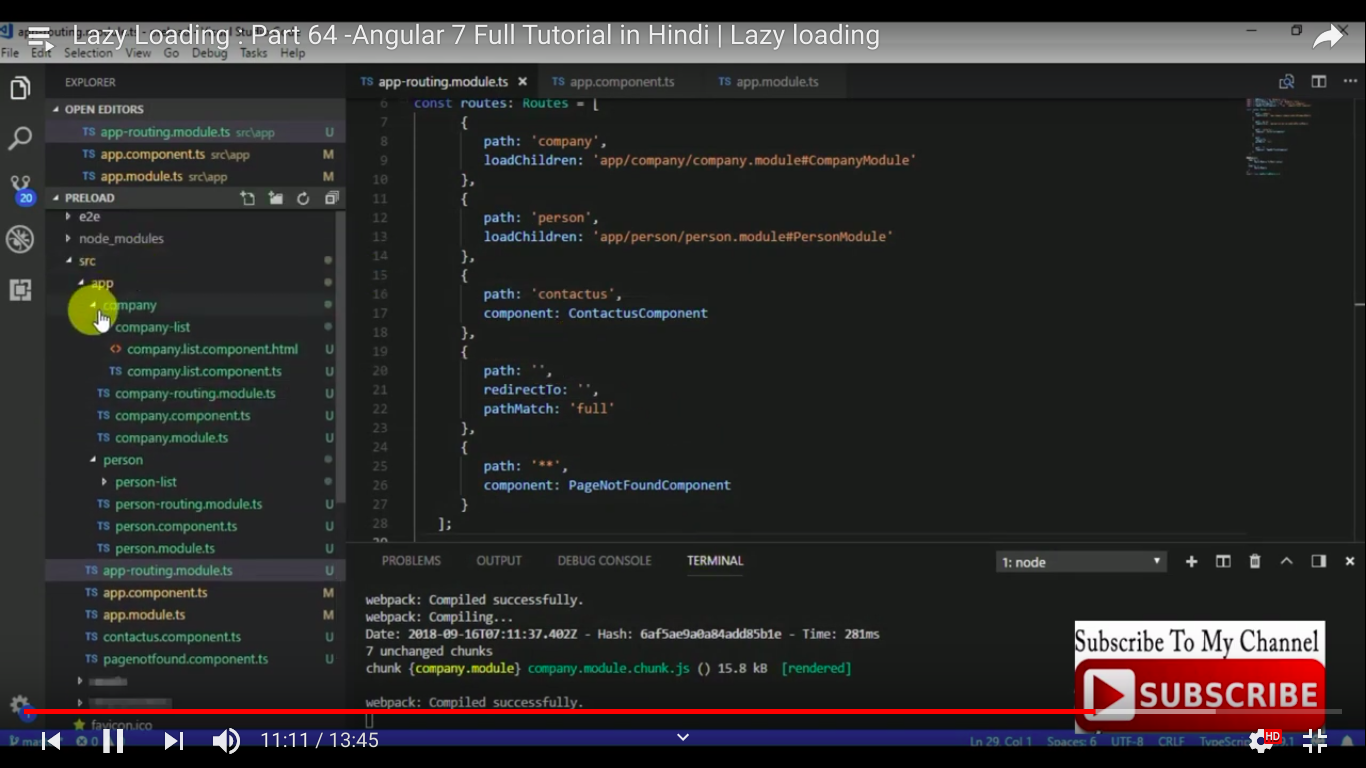 Lazy Loading : Part 64 -Angular 7 Full Tutorial in Hindi | Lazy loading
File Edit Selection View Go Debug Tasks Help
EXPLORER
OPEN EDITORS
TS app-routing.module.ts src\app U
TS app.component.ts src\app M
TS app.module.ts src\app M
20
PRELOAD
e2e
node_modules
src
app
company
company-list
<> company.list.component.html U
TS company.list.component.ts U
TS company-routing.module.ts U
TS company.component.ts U
TS company.module.ts U
person
person-list
TS person-routing.module.ts U
TS person.component.ts U
TS person.module.ts U
TS app-routing.module.ts U
TS app.component.ts M
TS app.module.ts M
TS contactus.component.ts U
TS pagenotfound.component.ts U
favicon.ico
TS app-routing.module.ts TS app.component.ts TS app.module.ts
6 const routes: Routes = [
7 {
8 path: 'company',
9 loadChildren: 'app/company/company.module#CompanyModule'
10 },
11 {
12 path: 'person',
13 loadChildren: 'app/person/person.module#PersonModule'
14 },
15 {
16 path: 'contactus',
17 component: ContactusComponent
18 },
19 {
20 path: '',
21 redirectTo: '',
22 pathMatch: 'full'
23 },
24 {
25 path: '**',
26 component: PageNotFoundComponent
27 }
28 ];
29
PROBLEMS OUTPUT DEBUG CONSOLE TERMINAL 1: node
webpack: Compiled successfully.
webpack: Compiling...
Date: 2018-09-16T07:11:37.402Z - Hash: 6af5ae9a0a84add85b1e - Time: 281ms
7 unchanged chunks
chunk {company.module} company.module.chunk.js () 15.8 kB [rendered]
webpack: Compiled successfully.
Subscribe To My Channel
SUBSCRIBE
11:11 / 13:45
HD
Ln 29, Col 1 Spaces: 6 UTF-8 CRLF